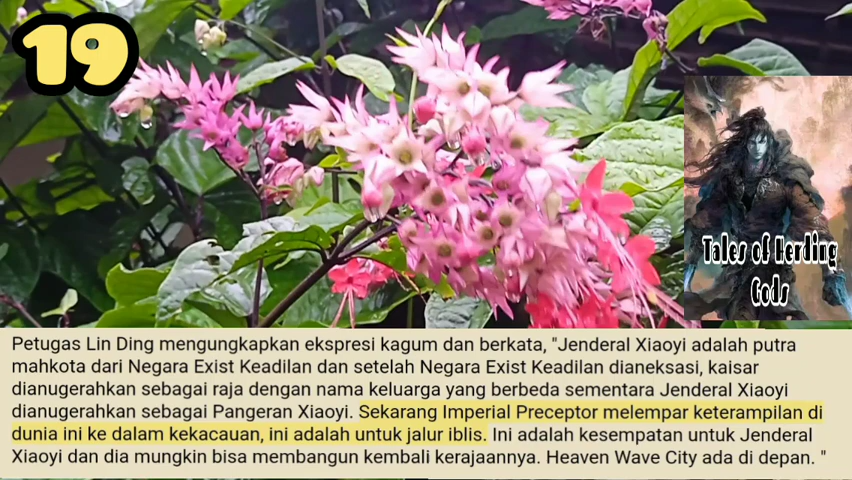 19
Tales of Herding
Gods
Petugas Lin Ding mengungkapkan ekspresi kagum dan berkata, "Jenderal Xiaoyi adalah putra
mahkota dari Negara Exist Keadilan dan setelah Negara Exist Keadilan dianeksasi, kaisar
dianugerahkan sebagai raja dengan nama keluarga yang berbeda sementara Jenderal Xiaoyi
dianugerahkan sebagai Pangeran Xiaoyi. Sekarang Imperial Preceptor melempar keterampilan di
dunia ini ke dalam kekacauan, ini adalah untuk jalur iblis. Ini adalah kesempatan untuk Jenderal
Xiaoyi dan dia mungkin bisa membangun kembali kerajaannya. Heaven Wave City ada di depan. "